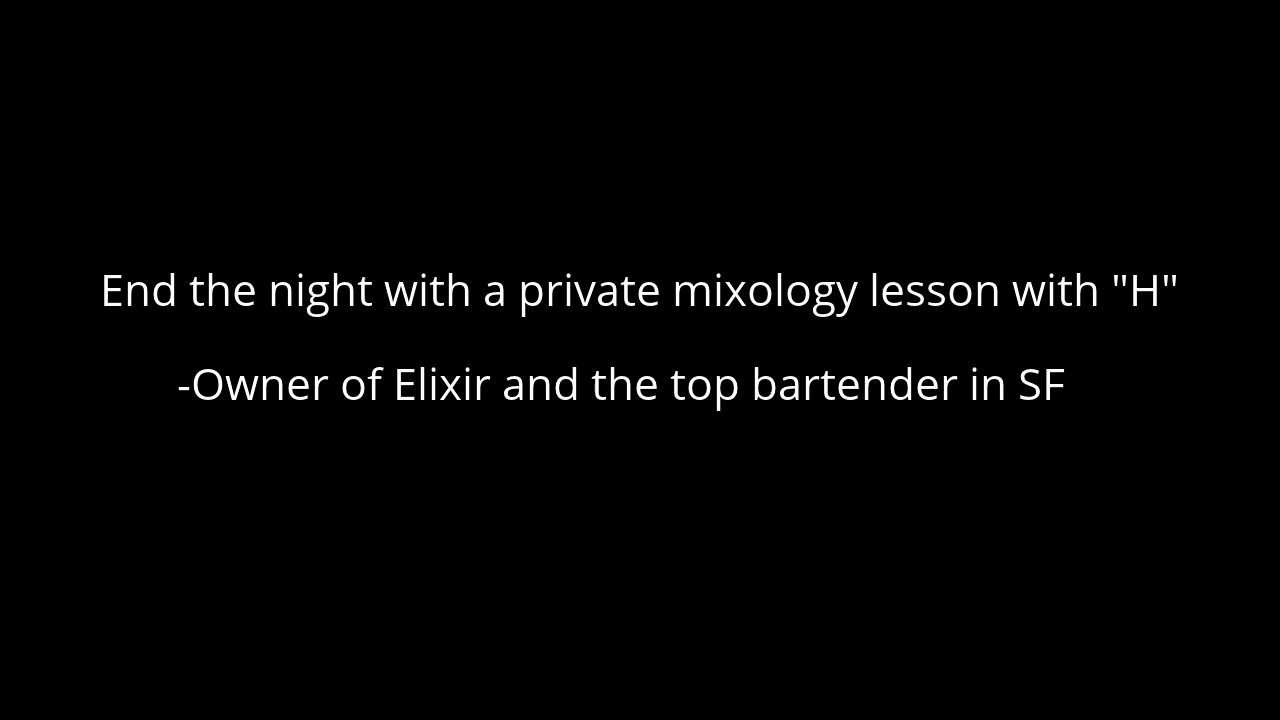 End the night with a private mixology lesson with "H"
-Owner of Elixir and the top bartender in SF